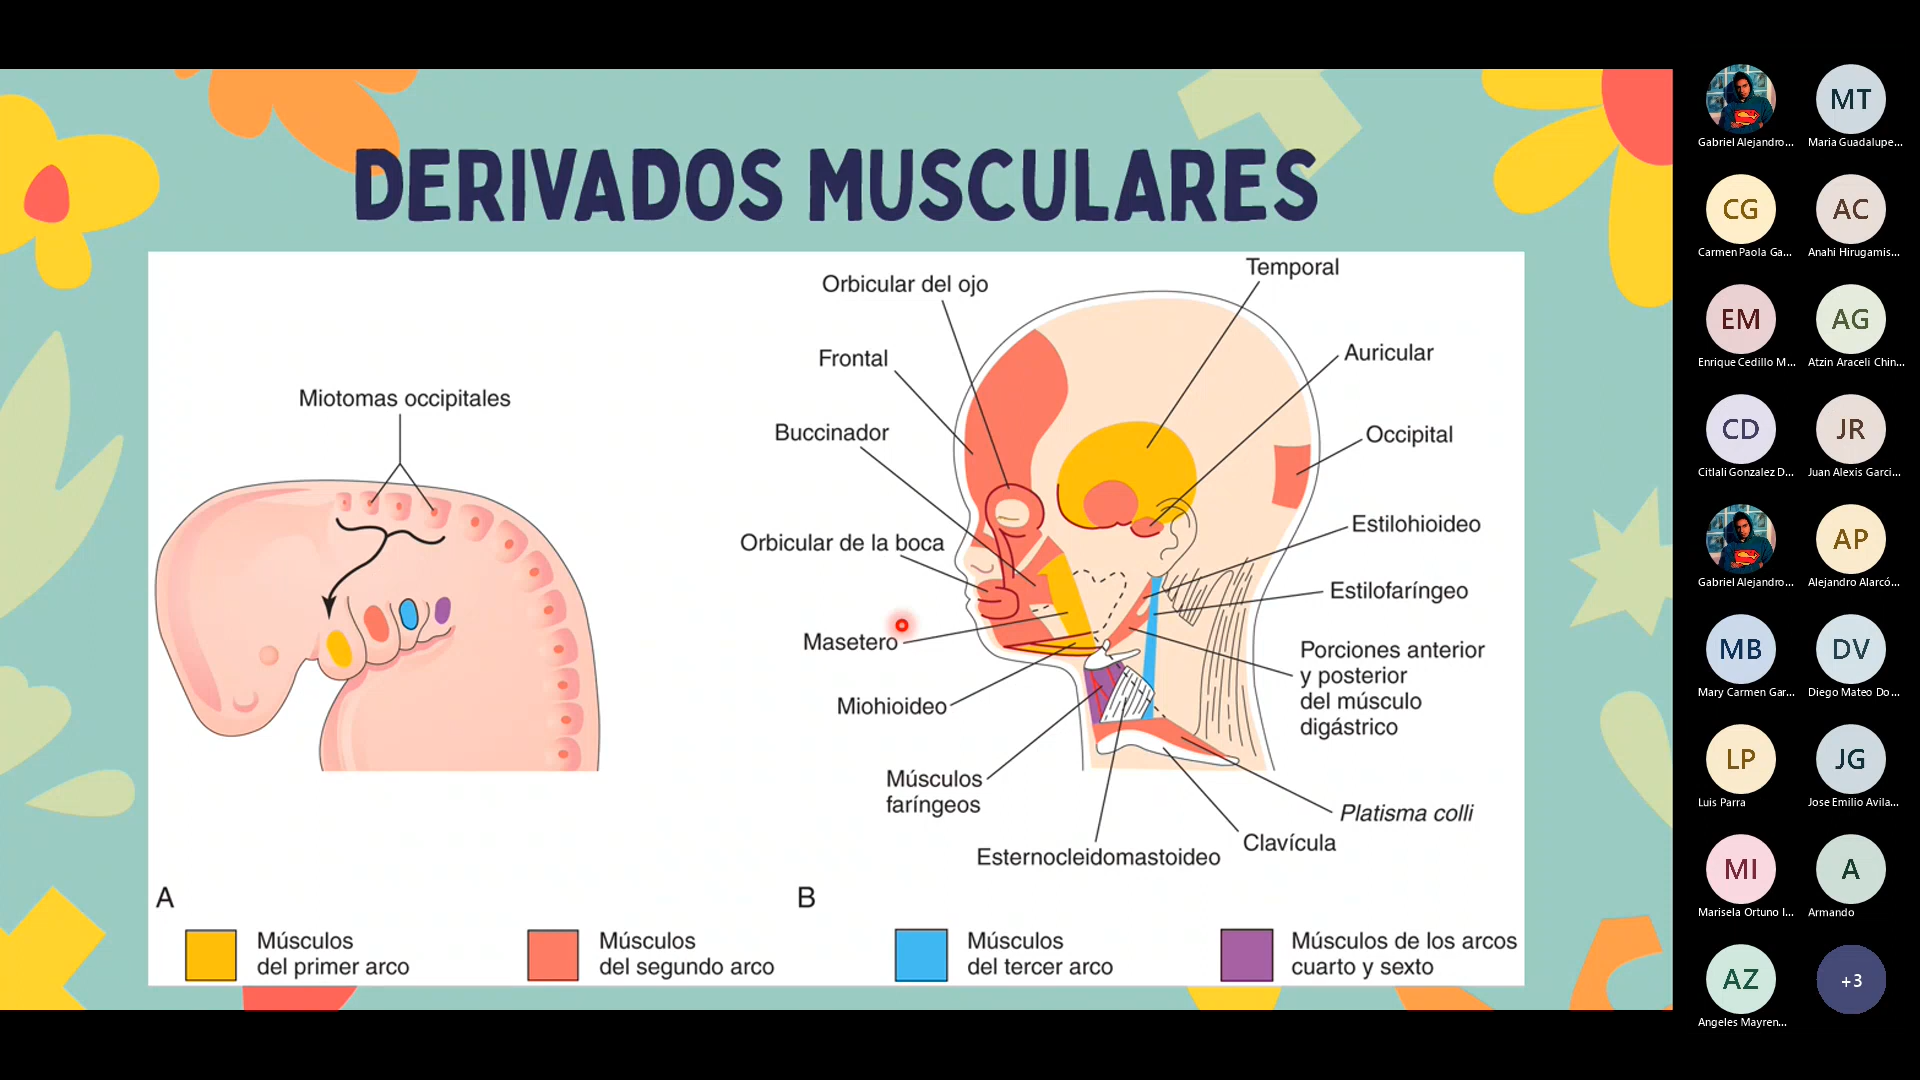 DERIVADOS MUSCULARES
Miotomas occipitales
Orbicular del ojo
Frontal
Buccinador
Orbicular de la boca
Masetero
Miohioideo
Músculos
faríngeos
Esternocleidomastoideo
Temporal
Auricular
Occipital
Estilohioideo
Estilofaríngeo
Porciones anterior
y posterior
del músculo
digástrico
Platisma colli
Clavícula
A
B
Músculos
del primer arco
Músculos
del segundo arco
Músculos
del tercer arco
Músculos de los arcos
cuarto y sexto
Gabriel Alejandro...
MT
Maria Guadalupe...
CG
Carmen Paola Ga...
AC
Anahi Hirugamis...
EM
Enrique Cedillo M...
AG
Atzin Araceli Chin...
CD
Citlali Gonzalez D...
JR
Juan Alexis Garci...
Gabriel Alejandro...
AP
Alejandro Alarcó...
MB
Mary Carmen Gar...
DV
Diego Mateo Do...
LP
Luis Parra
JG
Jose Emilio Avila...
MI
Marisela Ortuno I...
A
Armando
AZ
Angeles Mayren...
+3